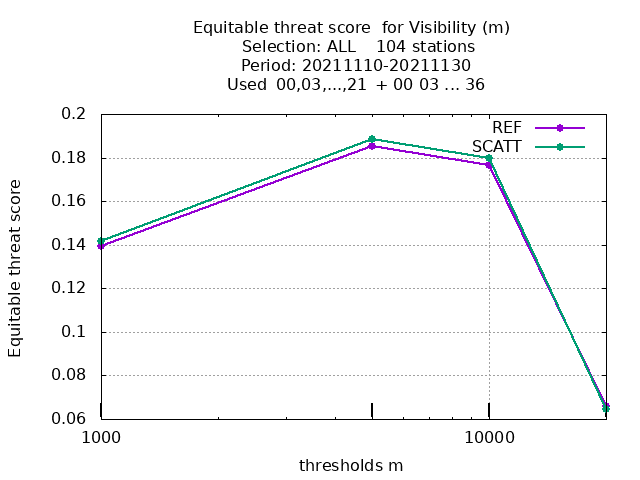 Equitable threat score for Visibility (m)
Selection: ALL 104 stations
Period: 20211110-20211130
Used 00,03,...,21 + 00 03 ... 36
REF
SCATT
0.2
0.18
0.16
0.14
0.12
0.1
0.08
0.06
Equitable threat score
1000
10000
thresholds m